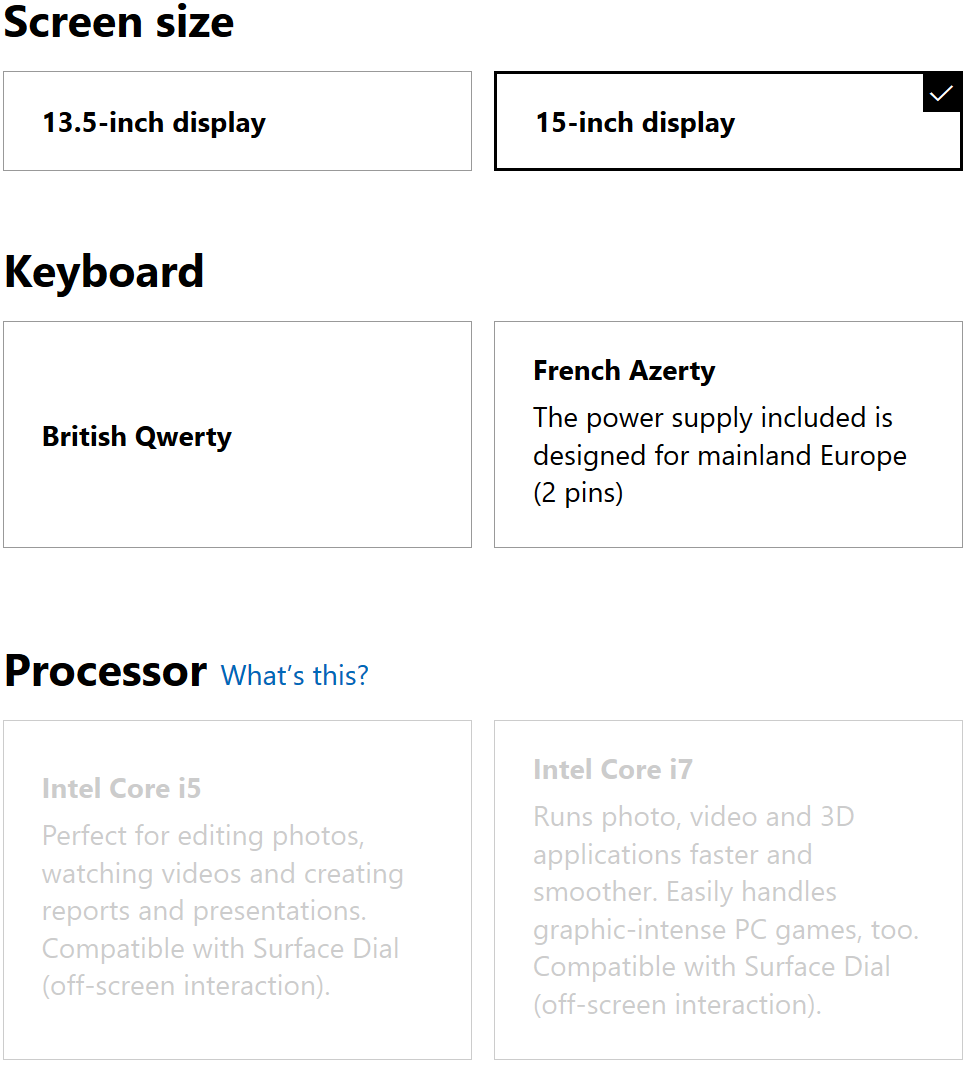 Screen size
13.5-inch display
15-inch display
Keyboard
British Qwerty
French Azerty
The power supply included is
designed for mainland Europe
(2 pins)
Processor What's this?
Intel Core i5
Perfect for editing photos,
watching videos and creating
reports and presentations.
Compatible with Surface Dial
(off-screen interaction).
Intel Core i7
Runs photo, video and 3D
applications faster and
smoother. Easily handles
graphic-intense PC games, too.
Compatible with Surface Dial
(off-screen interaction).